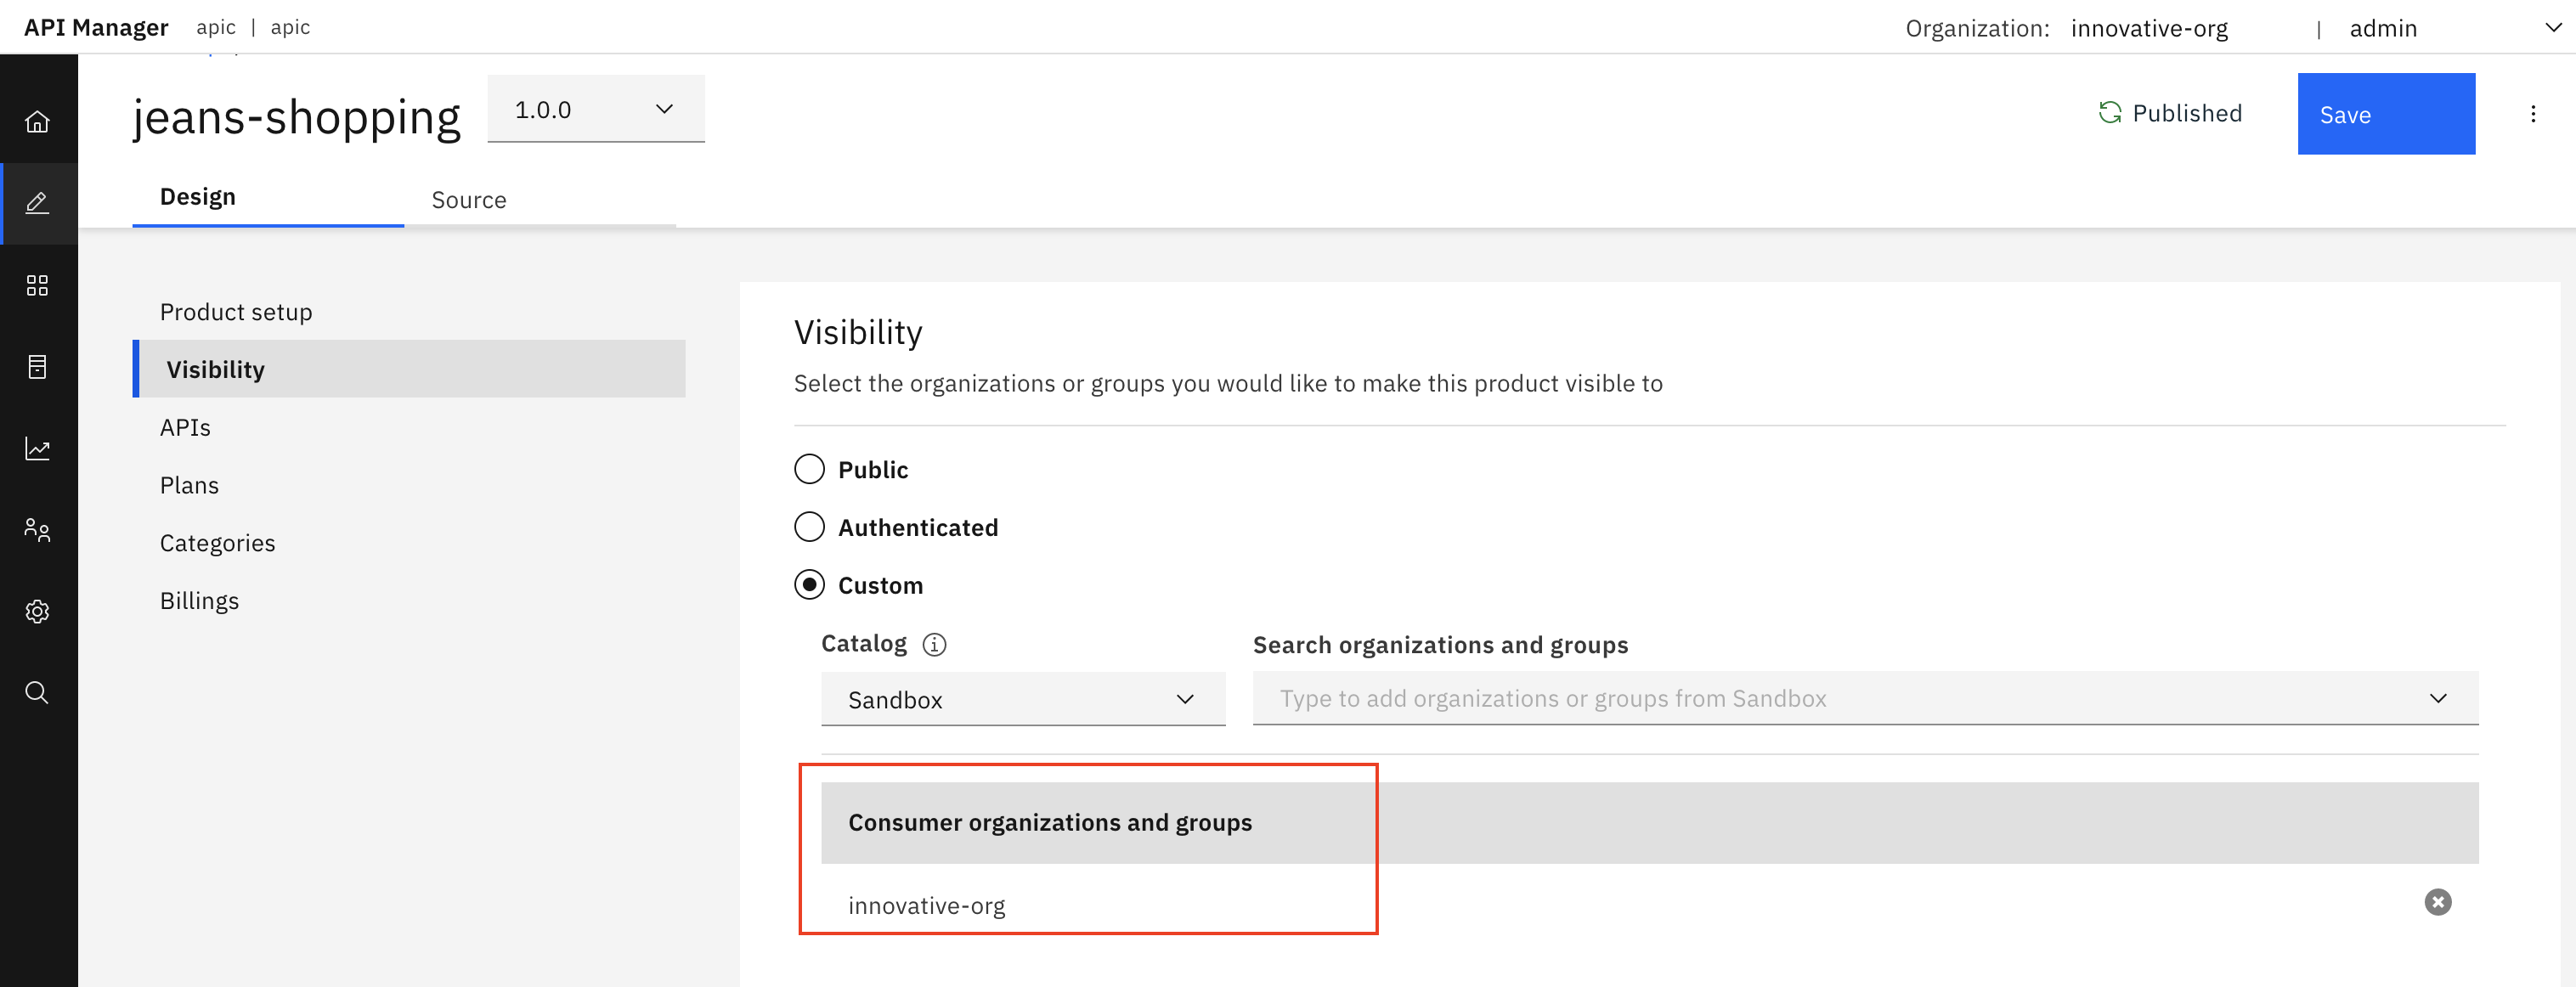 API Manager apic | apic Organization: innovative-org | admin
jeans-shopping 1.0.0 Published Save
Design Source
Product setup
Visibility
APIs
Plans
Categories
Billings
Visibility
Select the organizations or groups you would like to make this product visible to
Public
Authenticated
Custom
Catalog Search organizations and groups
Sandbox Type to add organizations or groups from Sandbox
Consumer organizations and groups
innovative-org